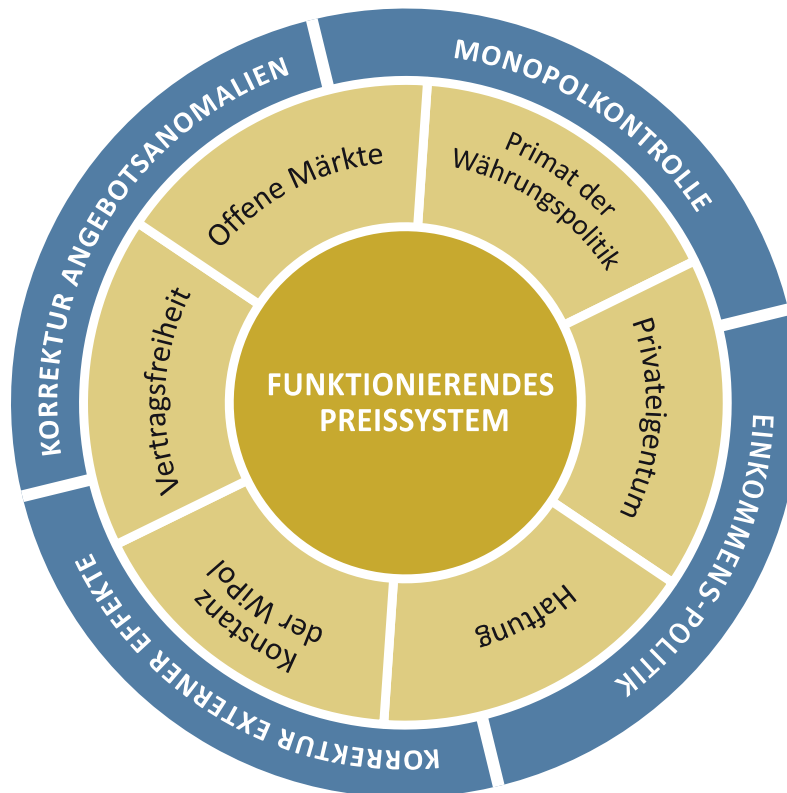 FUNKTIONIERENDES
PREISSYSTEM
Offene Märkte
Primat der
Währungspolitik
Privateigentum
Haftung
Konstanz
der WiPol
Vertragsfreiheit
MONOPOLKONTROLLE
EINKOMMENS-POLITIK
KORREKTUR EXTERNER EFFEKTE
KORREKTUR ANGEBOTSANOMALIEN